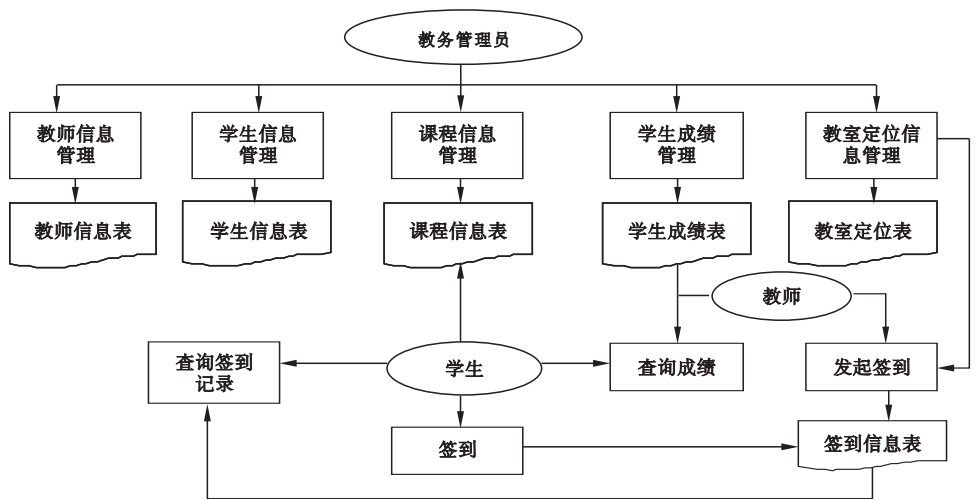 教务管理员
教师信息
管理
学生信息
管理
课程信息
管理
学生成绩
管理
教室定位信
息管理
教师信息表
学生信息表
课程信息表
学生成绩表
教室定位表
教师
查询签到
记录
学生
查询成绩
发起签到
签到
签到信息表